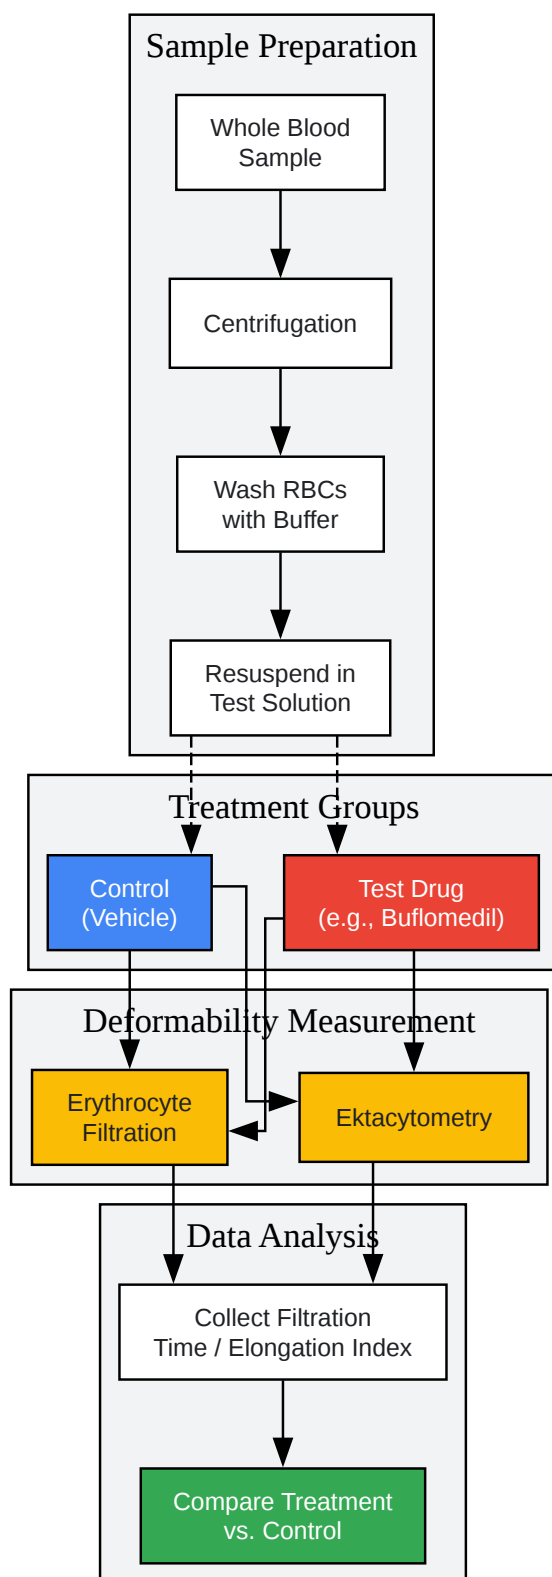 Sample Preparation
Whole Blood
Sample
Centrifugation
Wash RBCs
with Buffer
Resuspend in
Test Solution
Treatment Groups
Control
(Vehicle)
Test Drug
(e.g., Buflomedil)
Deformability Measurement
Erythrocyte
Filtration
Ektacytometry
Data Analysis
Collect Filtration
Time / Elongation Index
Compare Treatment
vs. Control